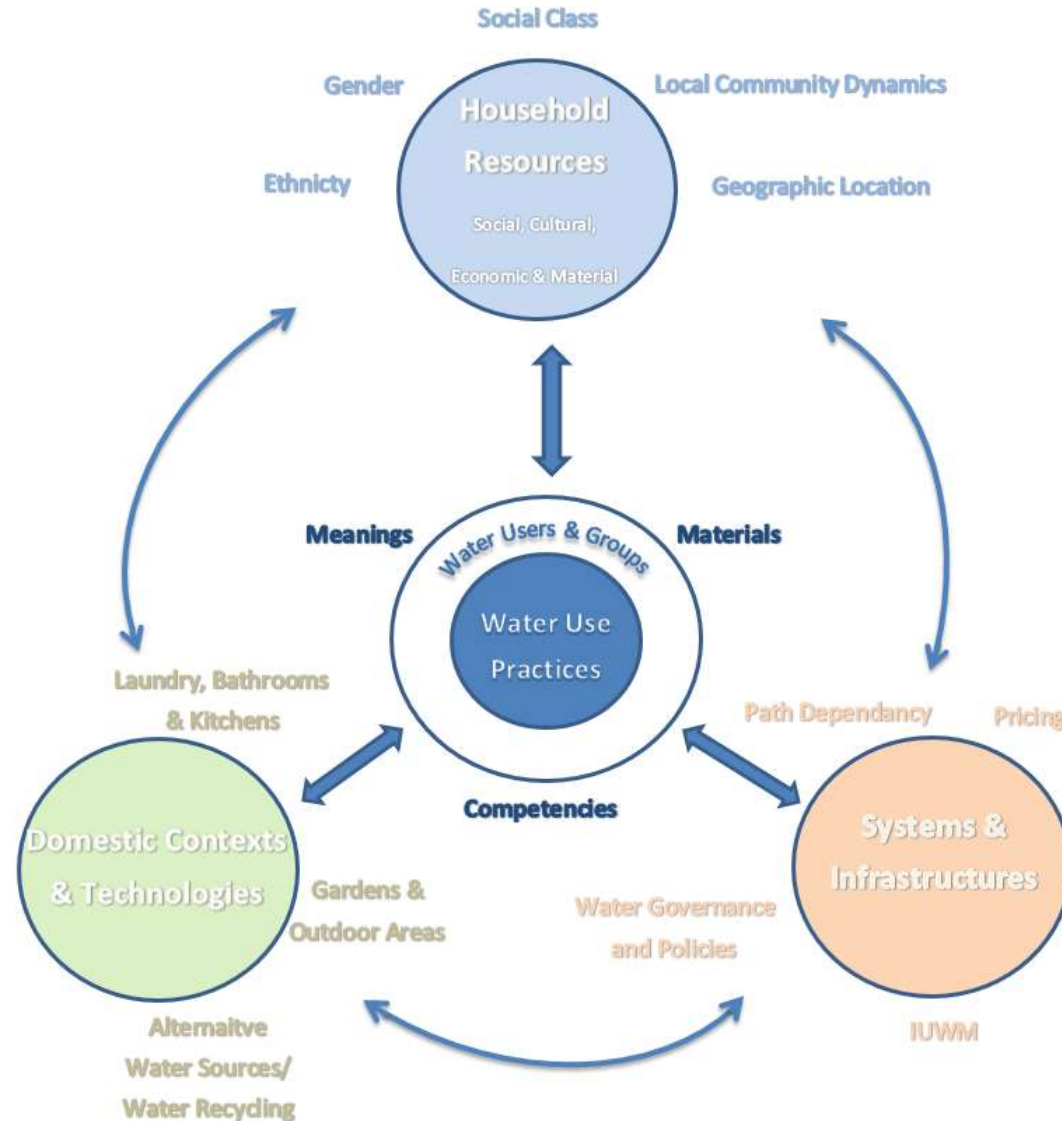 Social Class
Gender
Local Community Dynamics
Household
Resources
Ethnicty
Geographic Location
Social, Cultural,
Economic & Material
Meanings
Materials
Water Users & Groups
Water Use
Practices
Laundry, Bathrooms
& Kitchens
Path Dependancy
Pricing
Competencies
Domestic Contexts
& Technologies
Systems &
Infrastructures
Gardens &
Outdoor Areas
Water Governance
and Policies
Alternaitve
Water Sources/
Water Recycling
IUWM